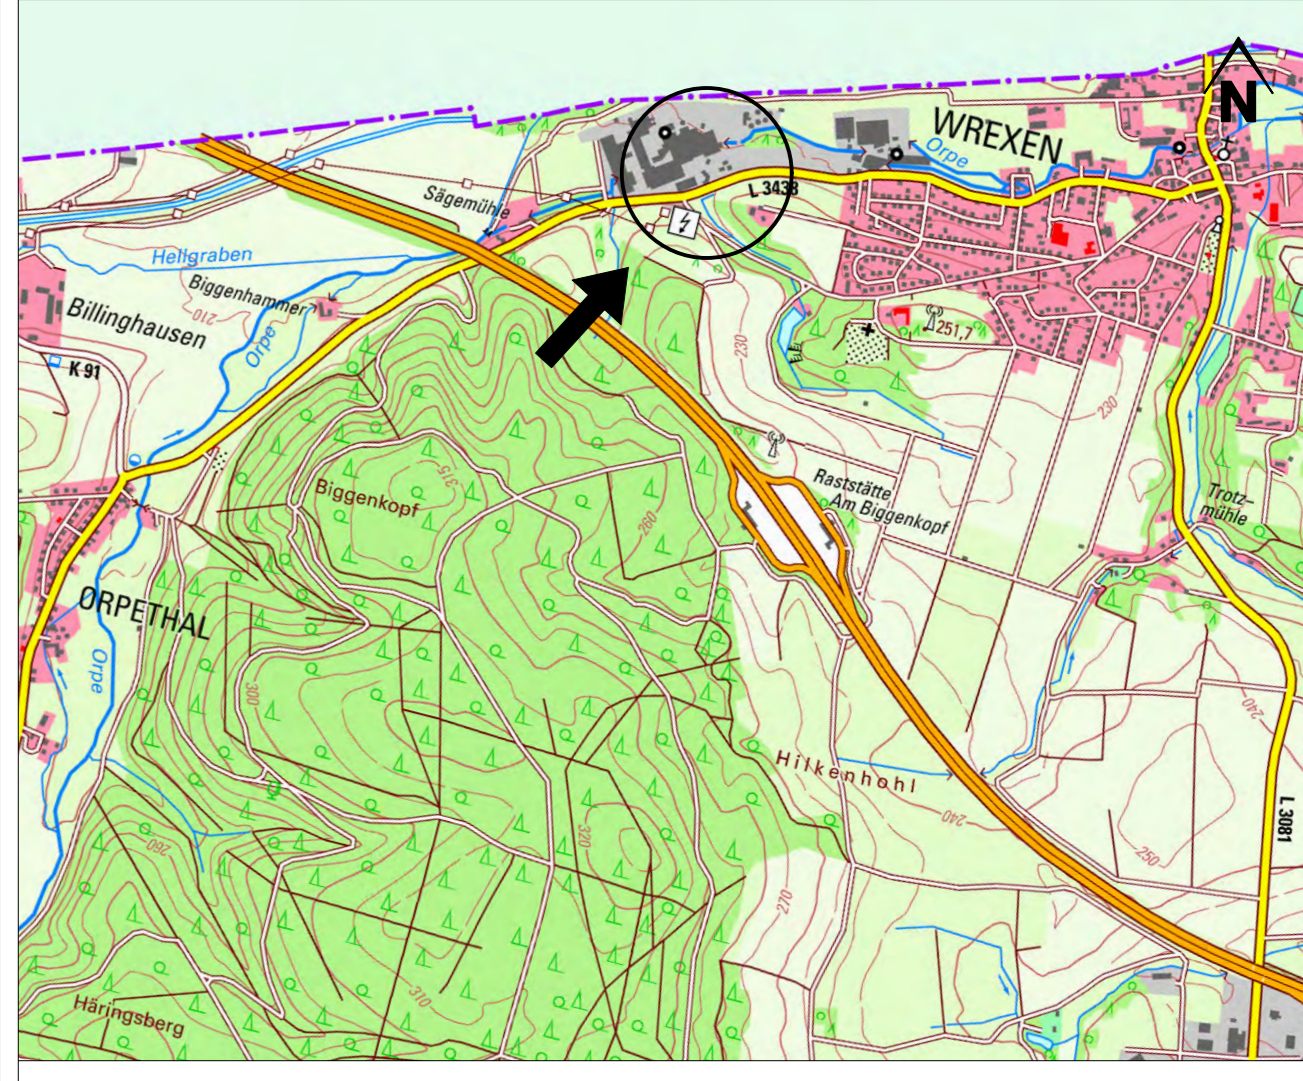 N
WREXEN
Orpe
L 3438
Sägemühle
Hellgraben
Biggenhammer
210
Billinghausen
Orpe
K 91
251,7
230
230
315
Biggenkopf
Raststätte
Am Biggenkopf
260
Trotz-
mühle
ORPETHAL
Orpe
300
240
Hilkenhohl
240
L 3081
320
260
250
270
310
Häringsberg